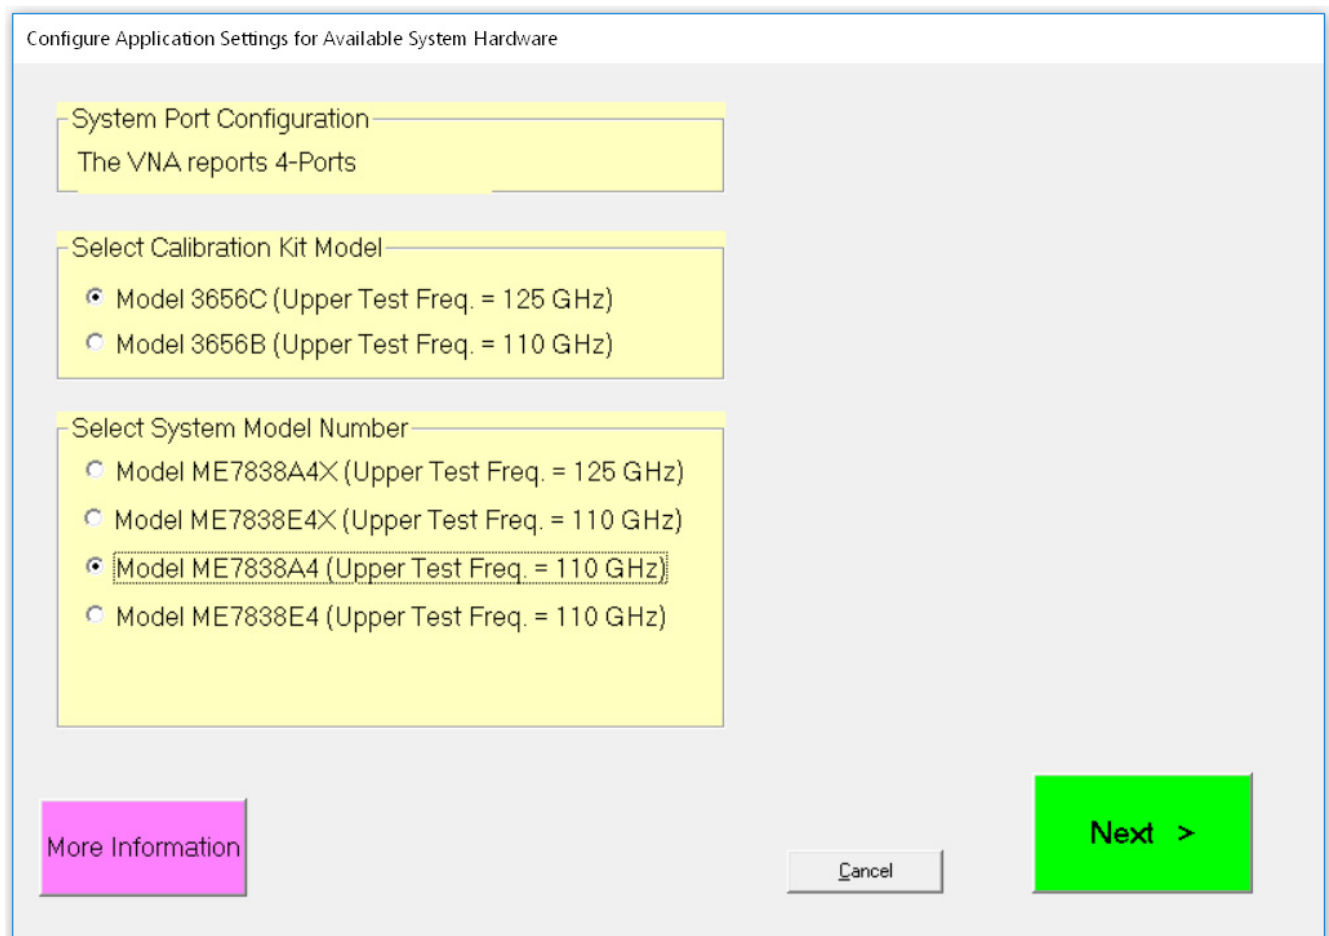 Configure Application Settings for Available System Hardware
System Port Configuration
The VNA reports 4-Ports
Select Calibration Kit Model
Model 3656C (Upper Test Freq. = 125 GHz)
Model 3656B (Upper Test Freq. = 110 GHz)
Select System Model Number
Model ME7838A4X (Upper Test Freq. = 125 GHz)
Model ME7838E4X (Upper Test Freq. = 110 GHz)
Model ME7838A4 (Upper Test Freq. = 110 GHz)
Model ME7838E4 (Upper Test Freq. = 110 GHz)
More Information
Cancel
Next >